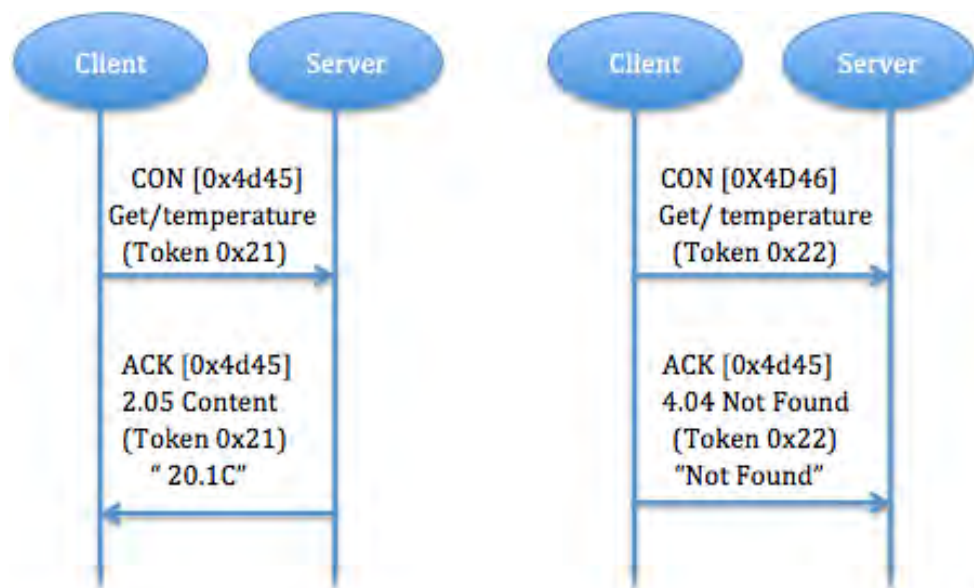 Client
Server
CON [0x4d45]
Get/temperature
(Token 0x21)
ACK [0x4d45]
2.05 Content
(Token 0x21)
“ 20.1C”
Client
Server
CON [0X4D46]
Get/ temperature
(Token 0x22)
ACK [0x4d45]
4.04 Not Found
(Token 0x22)
“Not Found”